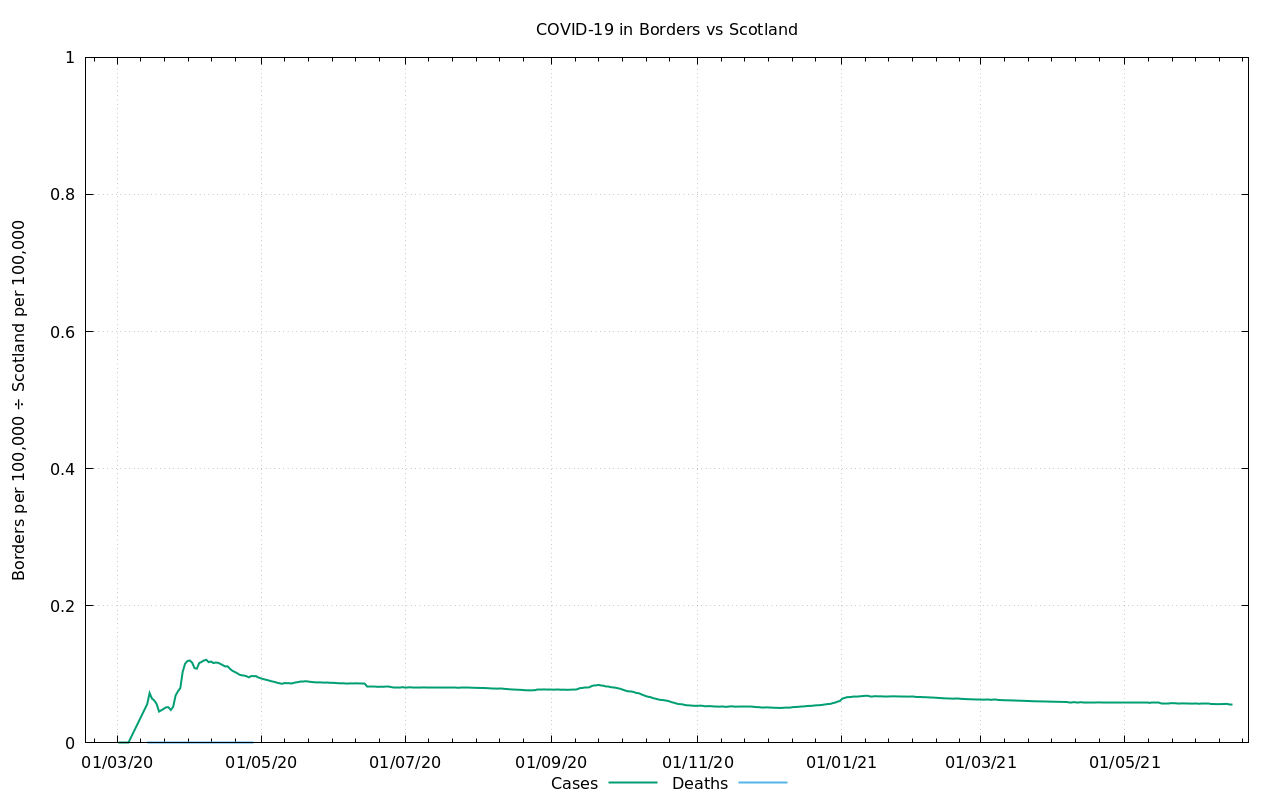 COVID-19 in Borders vs Scotland
Borders per 100,000 ÷ Scotland per 100,000
1
0.8
0.6
0.4
0.2
0
01/03/20 01/05/20 01/07/20 01/09/20 01/11/20 01/01/21 01/03/21 01/05/21
Cases Deaths